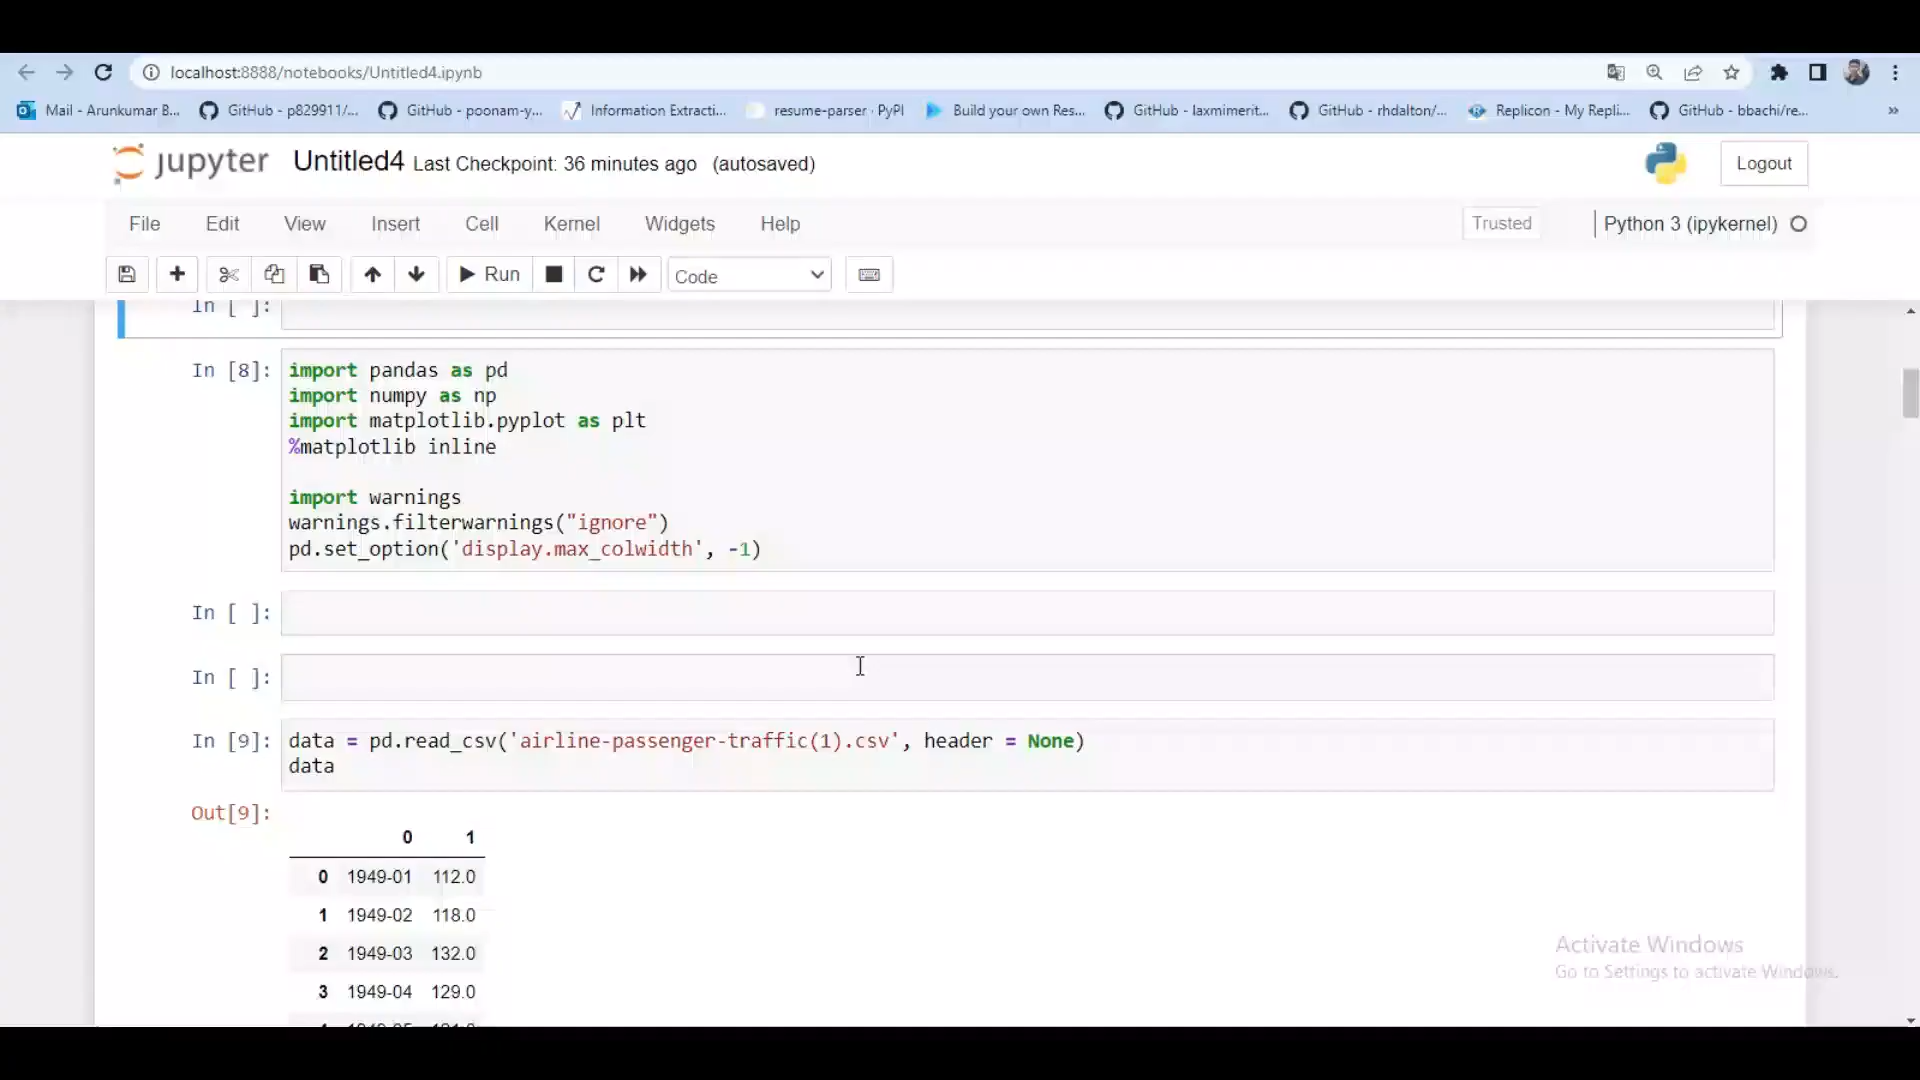 localhost:8888/notebooks/Untitled4.ipynb
Mail - Arunkumar B... GitHub - p829911/... GitHub - poonam-y... Information Extracti... resume-parser · PyPI Build your own Res... GitHub - laxmimerit... GitHub - rhdalton/... Replicon - My Repli... GitHub - bbachi/re... »
jupyter Untitled4 Last Checkpoint: 36 minutes ago (autosaved) Logout
File Edit View Insert Cell Kernel Widgets Help Trusted Python 3 (ipykernel)
Run Code
In [ ]:
In [8]: import pandas as pd
import numpy as np
import matplotlib.pyplot as plt
%matplotlib inline
import warnings
warnings.filterwarnings("ignore")
pd.set_option('display.max_colwidth', -1)
In [ ]:
In [ ]:
In [9]: data = pd.read_csv('airline-passenger-traffic(1).csv', header = None)
data
Out[9]:
0 1
0 1949-01 112.0
1 1949-02 118.0
2 1949-03 132.0
3 1949-04 129.0
Activate Windows
Go to Settings to activate Windows.